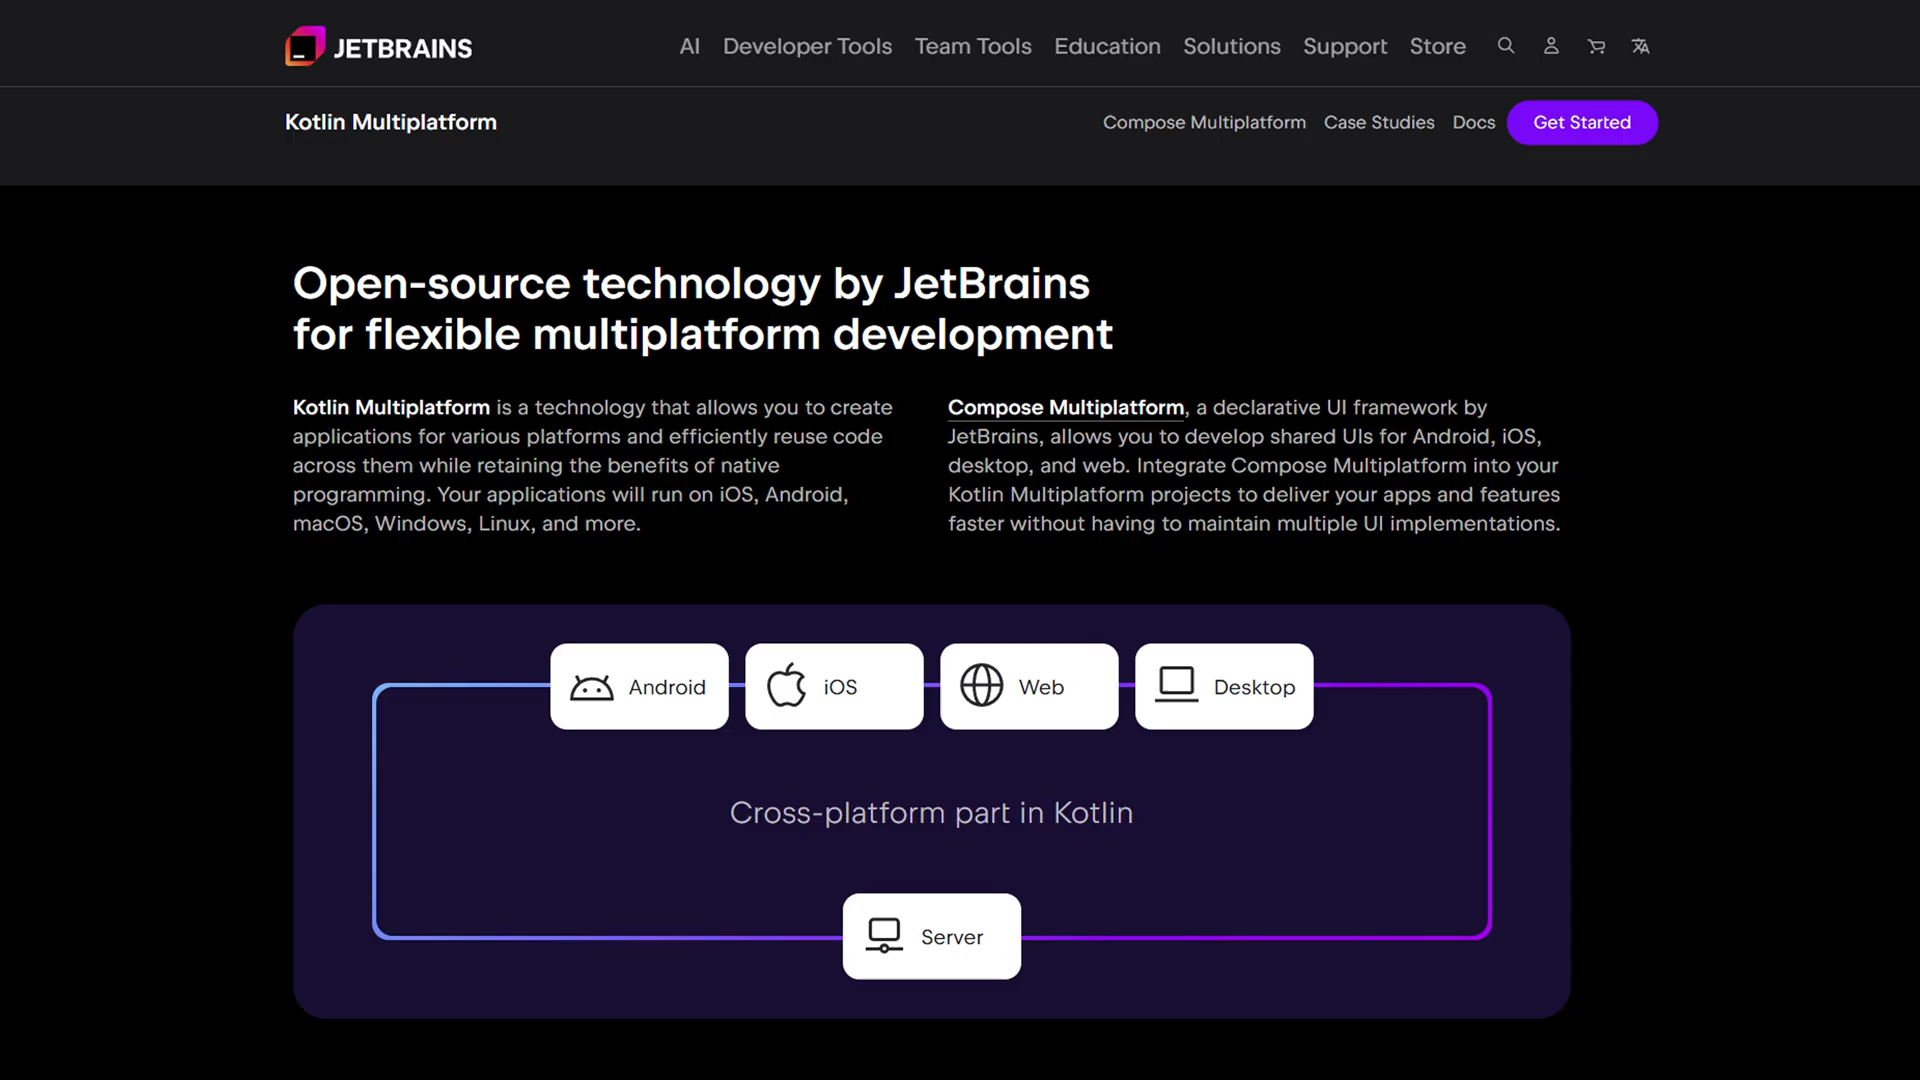 JETBRAINS
AI Developer Tools Team Tools Education Solutions Support Store
Kotlin Multiplatform
Compose Multiplatform Case Studies Docs Get Started
Open-source technology by JetBrains
for flexible multiplatform development
Kotlin Multiplatform is a technology that allows you to create
applications for various platforms and efficiently reuse code
across them while retaining the benefits of native
programming. Your applications will run on iOS, Android,
macOS, Windows, Linux, and more.
Compose Multiplatform, a declarative UI framework by
JetBrains, allows you to develop shared UIs for Android, iOS,
desktop, and web. Integrate Compose Multiplatform into your
Kotlin Multiplatform projects to deliver your apps and features
faster without having to maintain multiple UI implementations.
Android
iOS
Web
Desktop
Cross-platform part in Kotlin
Server